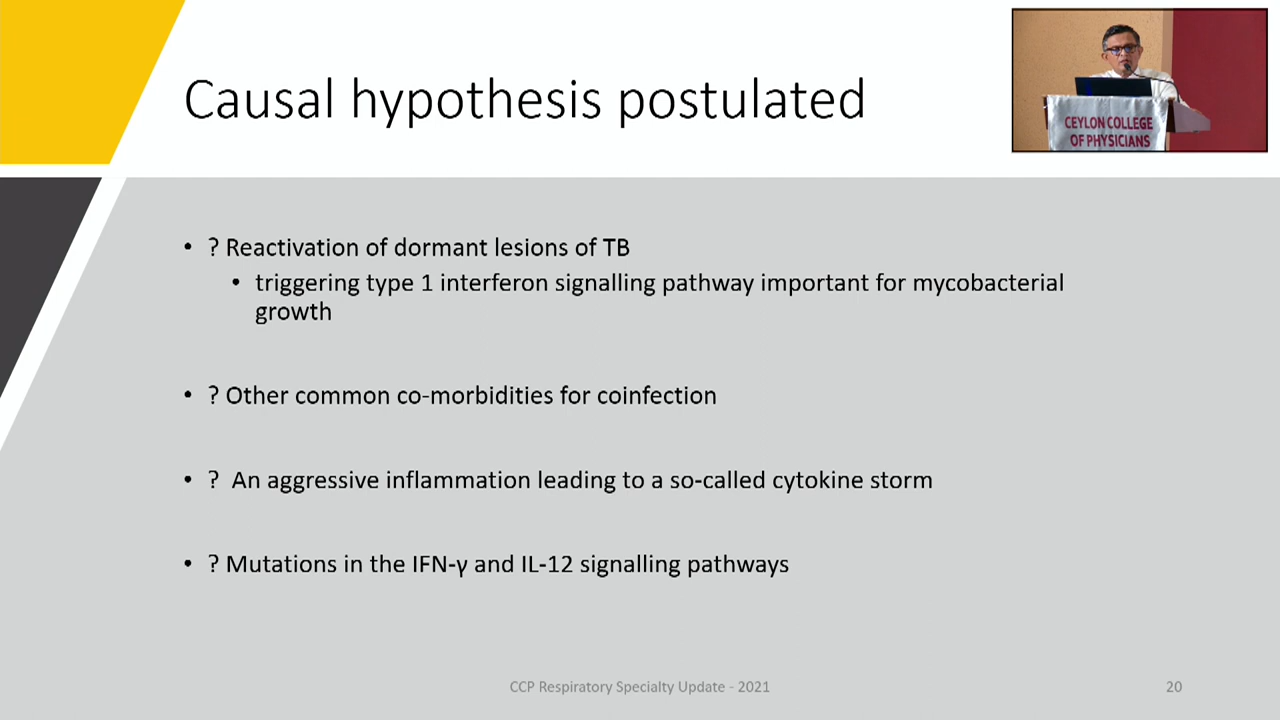 Causal hypothesis postulated
CEYLON COLLEGE
OF PHYSICIANS
• ? Reactivation of dormant lesions of TB
• triggering type 1 interferon signalling pathway important for mycobacterial
growth
• ? Other common co-morbidities for coinfection
• ?  An aggressive inflammation leading to a so-called cytokine storm
• ? Mutations in the IFN-γ and IL-12 signalling pathways
CCP Respiratory Specialty Update - 2021
20